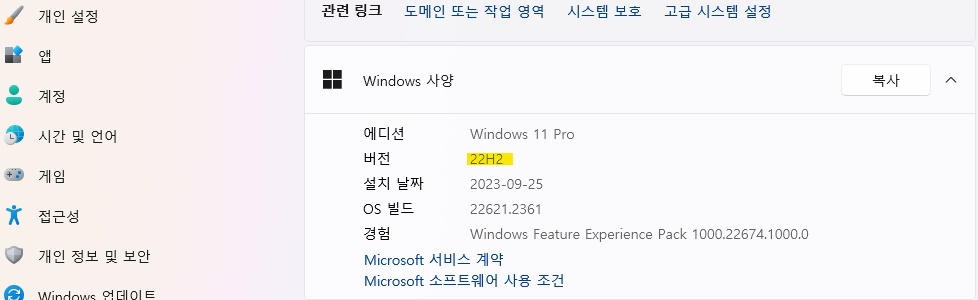 관련 링크 도메인 또는 작업 영역 시스템 보호 고급 시스템 설정
개인 설정
앱
계정
시간 및 언어
게임
접근성
개인 정보 및 보안
Windows 업데이트
Windows 사양 복사
에디션 Windows 11 Pro
버전 22H2
설치 날짜 2023-09-25
OS 빌드 22621.2361
경험 Windows Feature Experience Pack 1000.22674.1000.0
Microsoft 서비스 계약
Microsoft 소프트웨어 사용 조건